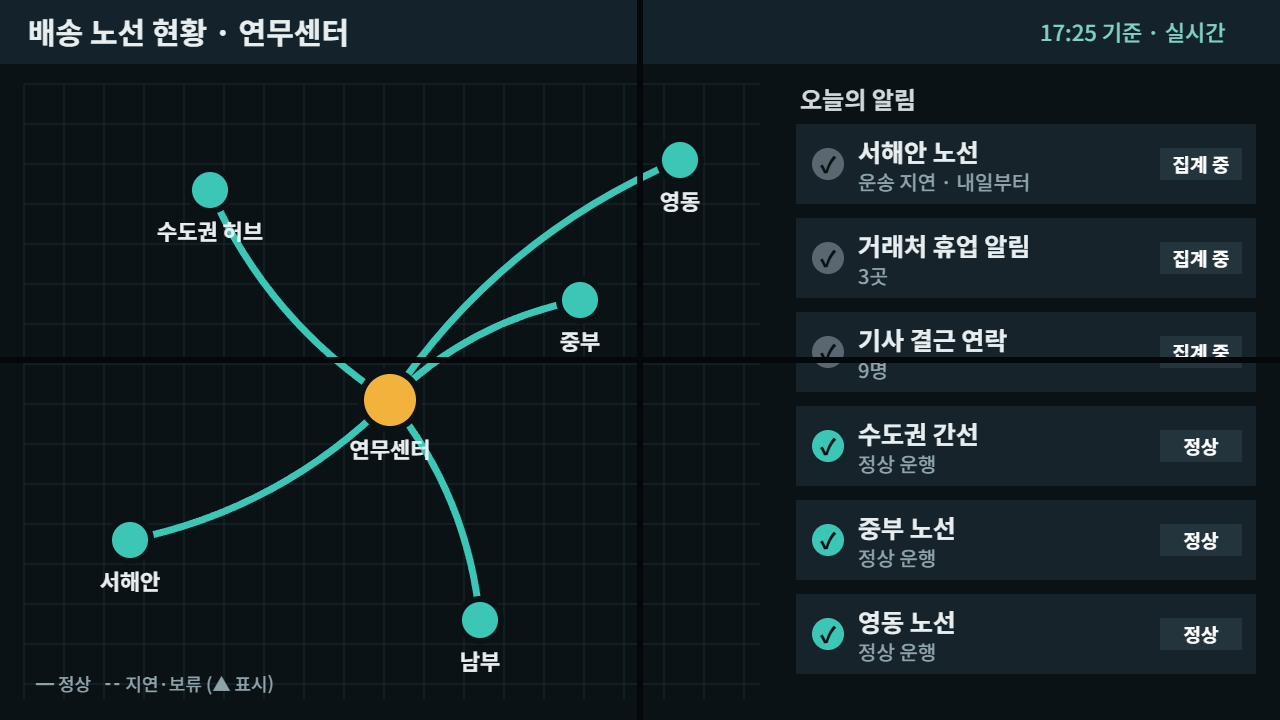 배송 노선 현황 · 연무센터
17:25 기준 · 실시간
수도권 허브
영동
중부
연무센터
서해안
남부
정상
지연·보류 (▲ 표시)
오늘의 알림
서해안 노선
운송 지연 · 내일부터
집계 중
거래처 휴업 알림
3곳
집계 중
기사 결근 연락
9명
집계 중
수도권 간선
정상 운행
정상
중부 노선
정상 운행
정상
영동 노선
정상 운행
정상